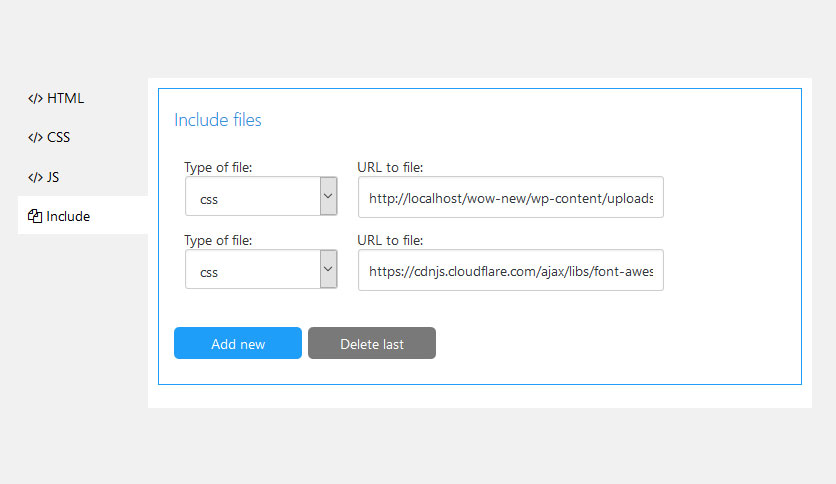 HTML
CSS
JS
Include
Include files
Type of file: URL to file:
css http://localhost/wow-new/wp-content/uploads
Type of file: URL to file:
css https://cdnjs.cloudflare.com/ajax/libs/font-awes
Add new Delete last